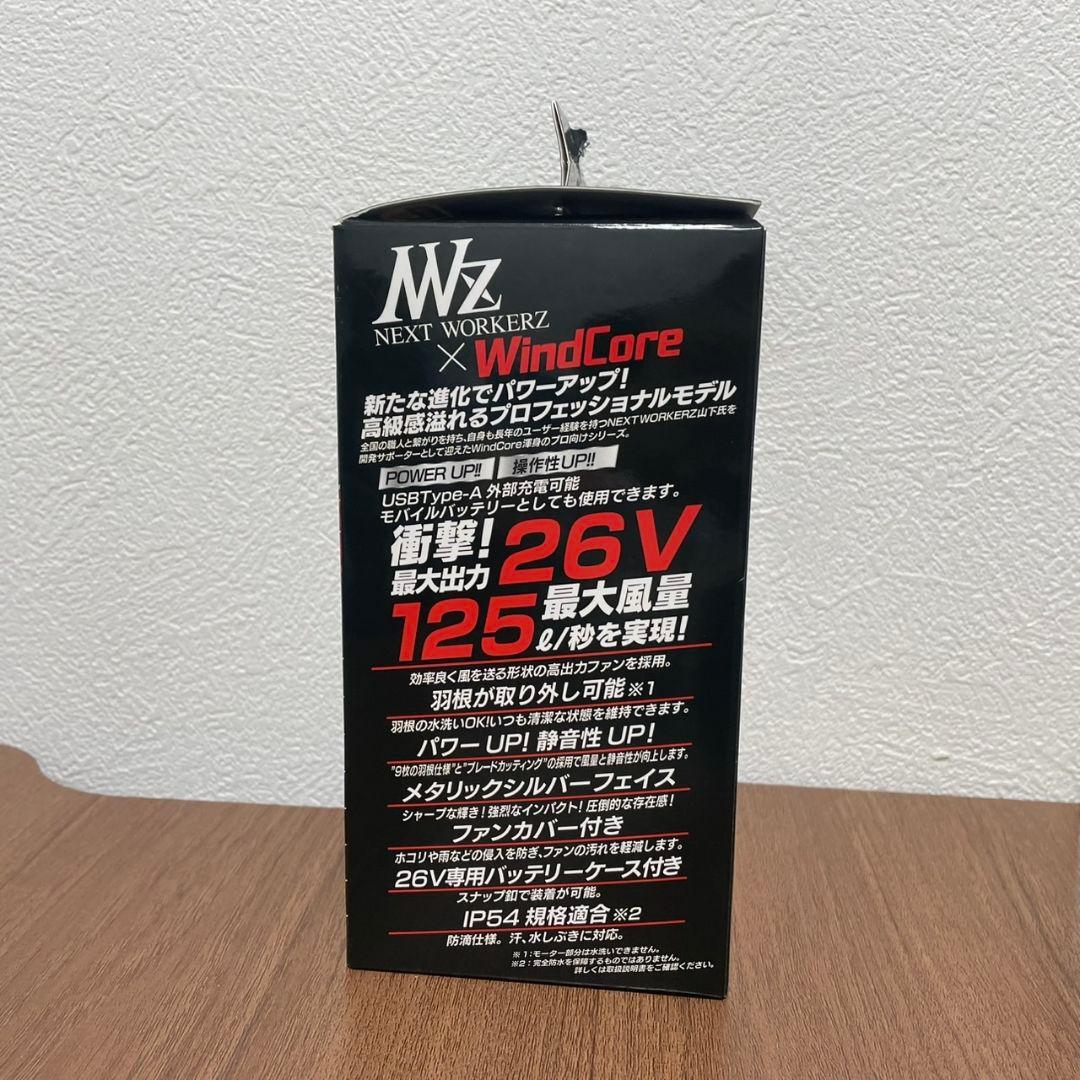 NWZ
NEXT WORKERZ
× WindCore
新たな進化でパワーアップ！
高級感溢れるプロフェッショナルモデル
全国の職人と繋がりを持ち、自身も長年のユーザー経験を持つNEXT WORKERZ山下氏を
開発サポーターとして迎えたWindCore渾身のプロ向けシリーズ。
POWER UP!! 操作性UP!!
USBType-A 外部充電可能
モバイルバッテリーとしても使用できます。
衝撃！
最大出力 26V
125 最大風量
ℓ/秒を実現！
効率良く風を送る形状の高出力ファンを採用。
羽根が取り外し可能※1
羽根の水洗いOK!いつも清潔な状態を維持できます。
パワーUP！静音性UP！
"9枚の羽根仕様"と"ブレードカッティング"の採用で風量と静音性が向上します。
メタリックシルバーフェイス
シャープな輝き！強烈なインパクト！圧倒的な存在感！
ファンカバー付き
ホコリや雨などの侵入を防ぎ、ファンの汚れを軽減します。
26V専用バッテリーケース付き
スナップ釦で装着が可能。
IP54 規格適合※2
防滴仕様。汗、水しぶきに対応。
※1：モーター部分は水洗いできません。
※2：完全防水を保障するものではありません。
詳しくは取扱説明書をご確認ください。